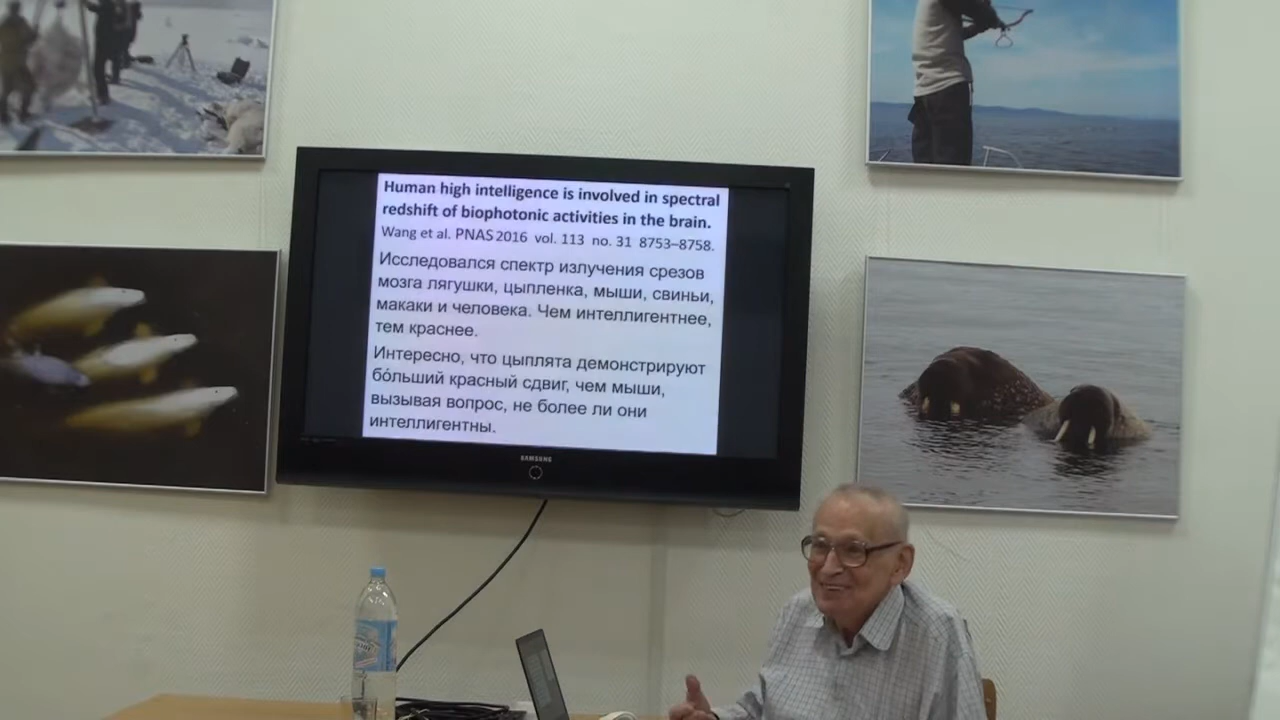 Human high intelligence is involved in spectral
redshift of biophotonic activities in the brain.
Wang et al. PNAS 2016 vol. 113 no. 31 8753–8758.
Исследовался спектр излучения срезов
мозга лягушки, цыпленка, мыши, свиньи,
макаки и человека. Чем интеллигентнее,
тем краснее.
Интересно, что цыплята демонстрируют
бо́льший красный сдвиг, чем мыши,
вызывая вопрос, не более ли они
интеллигентны.
SAMSUNG